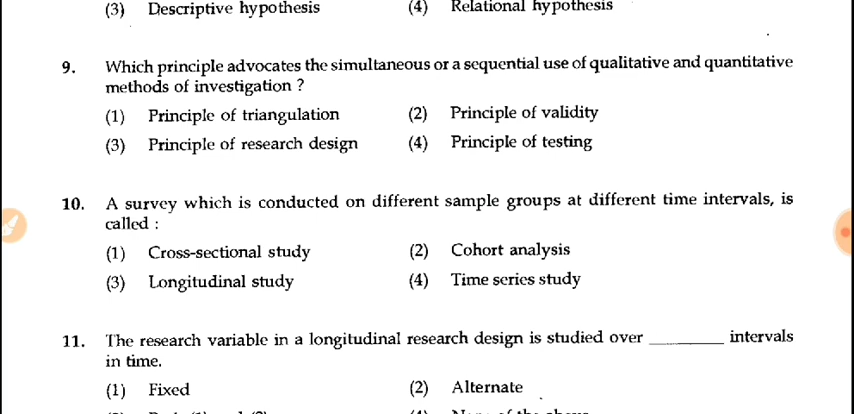 (3) Descriptive hypothesis (4) Relational hypothesis
9. Which principle advocates the simultaneous or a sequential use of qualitative and quantitative
methods of investigation ?
(1) Principle of triangulation (2) Principle of validity
(3) Principle of research design (4) Principle of testing
10. A survey which is conducted on different sample groups at different time intervals, is
called :
(1) Cross-sectional study (2) Cohort analysis
(3) Longitudinal study (4) Time series study
11. The research variable in a longitudinal research design is studied over ________ intervals
in time.
(1) Fixed (2) Alternate